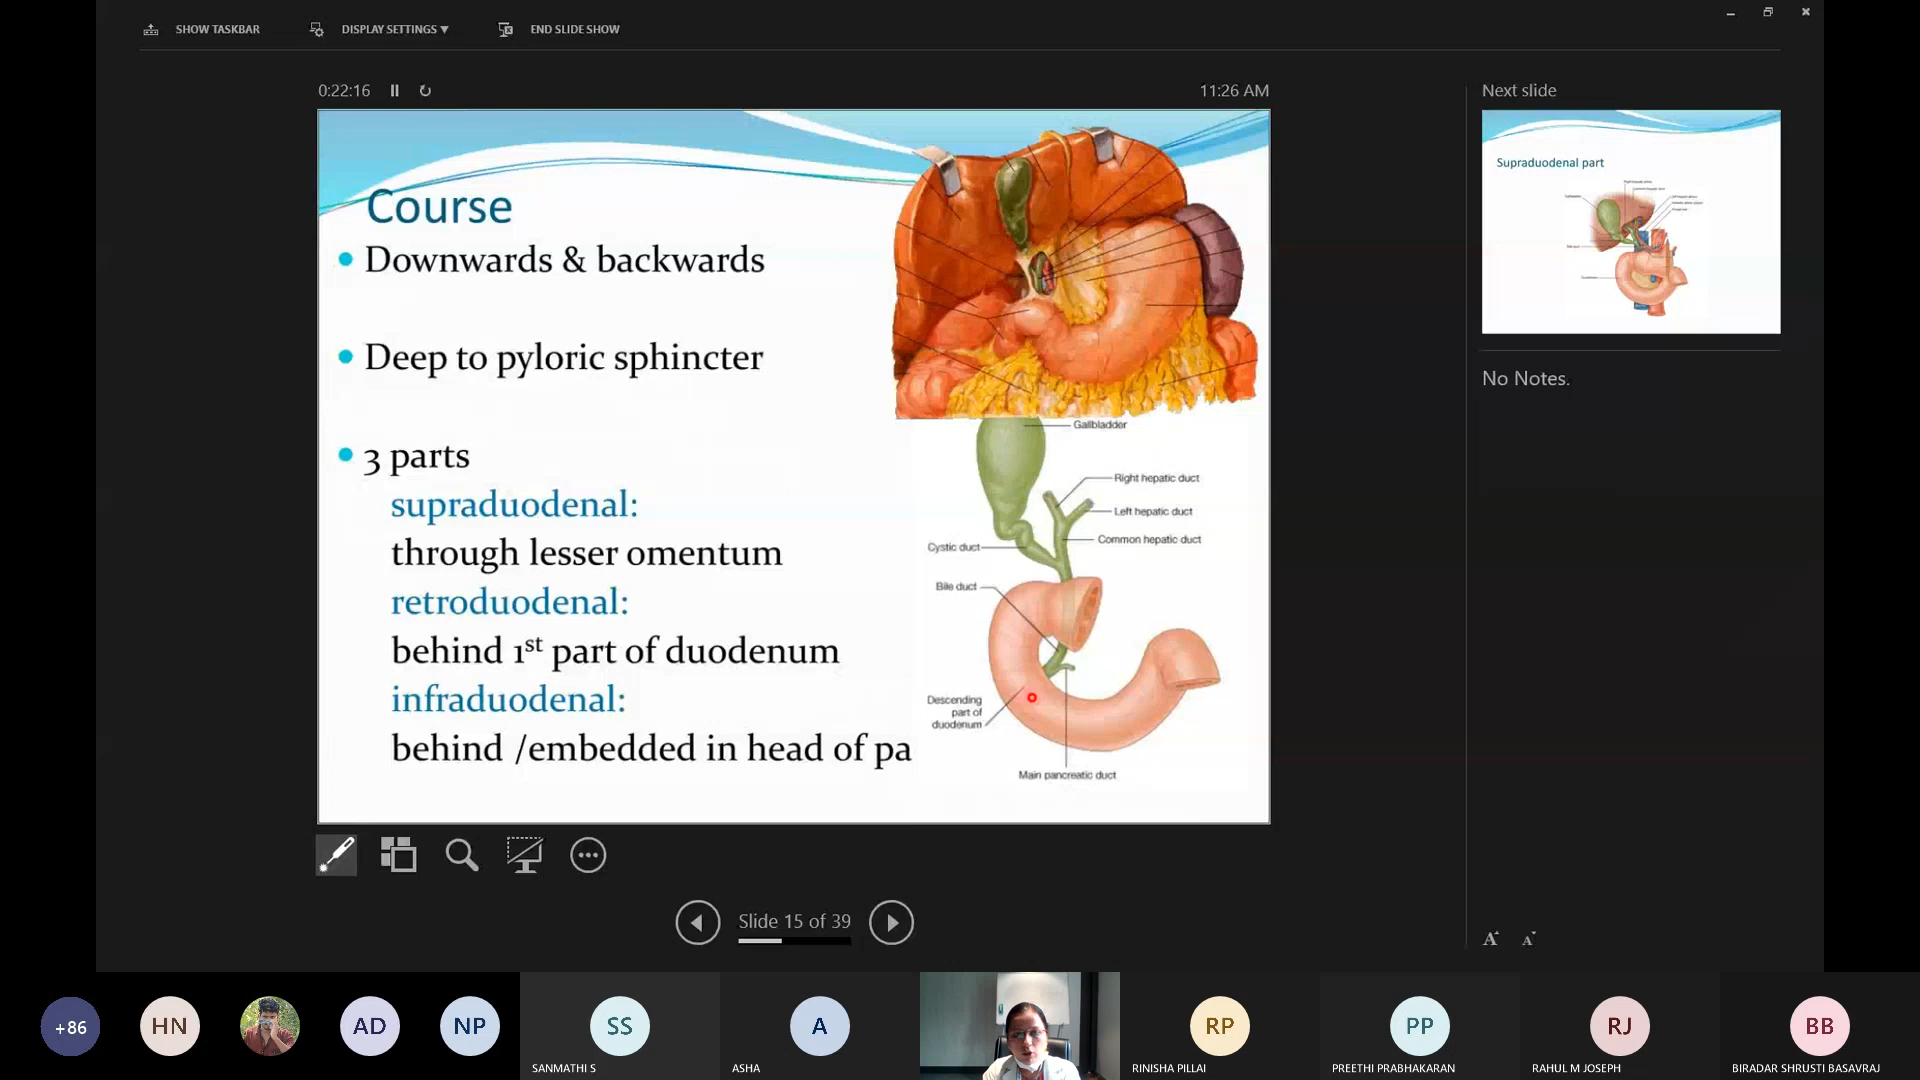 SHOW TASKBAR
DISPLAY SETTINGS ▼
END SLIDE SHOW
0:22:16
11:26 AM
Next slide
Course
• Downwards & backwards
• Deep to pyloric sphincter
• 3 parts
supraduodenal:
through lesser omentum
retroduodenal:
behind 1st part of duodenum
infraduodenal:
behind /embedded in head of pa
Gallbladder
Right hepatic duct
Left hepatic duct
Common hepatic duct
Cystic duct
Bile duct
Descending
part of
duodenum
Main pancreatic duct
Supraduodenal part
No Notes.
Slide 15 of 39
A
A
+86
HN
AD
NP
SS
SANMATHI S
A
ASHA
RP
RINISHA PILLAI
PP
PREETHI PRABHAKARAN
RJ
RAHUL M JOSEPH
BB
BIRADAR SHRUSTI BASAVRAJ